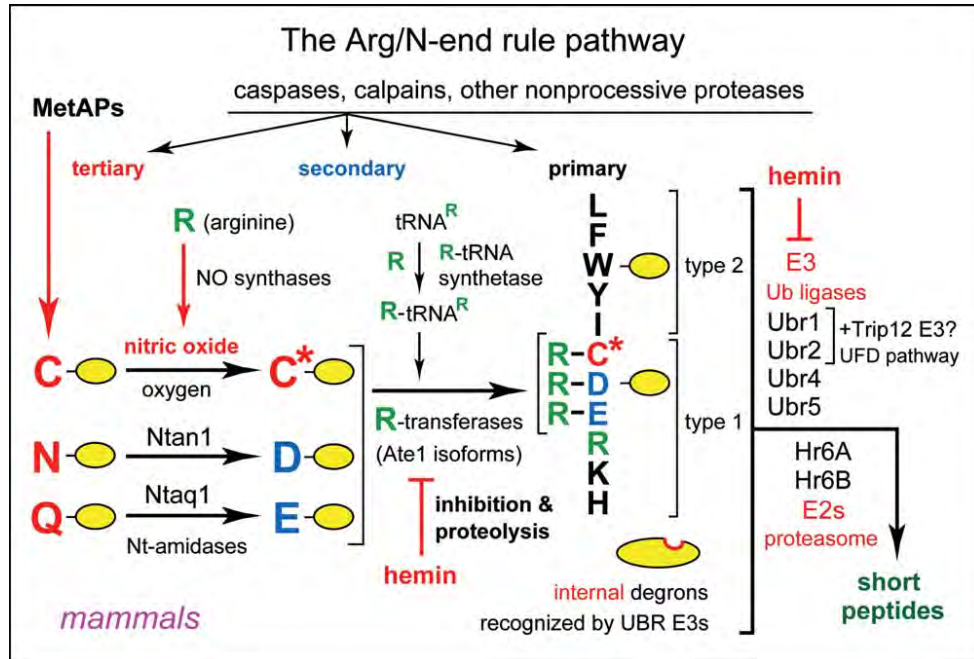 The Arg/N-end rule pathway
caspases, calpains, other nonprocessive proteases
MetAPs
tertiary
secondary
primary
R (arginine)
NO synthases
nitric oxide
oxygen
C
C*
N
Ntan1
D
Q
Ntaq1
E
Nt-amidases
tRNAR
R
R-tRNA
synthetase
R-tRNAR
R-transferases
(Ate1 isoforms)
inhibition &
proteolysis
hemin
L
F
W
Y
I
type 2
R-C*
R-D
R-E
R
K
H
type 1
internal degrons
recognized by UBR E3s
hemin
E3
Ub ligases
Ubr1
Ubr2
Ubr4
Ubr5
+Trip12 E3?
UFD pathway
Hr6A
Hr6B
E2s
proteasome
short
peptides
mammals